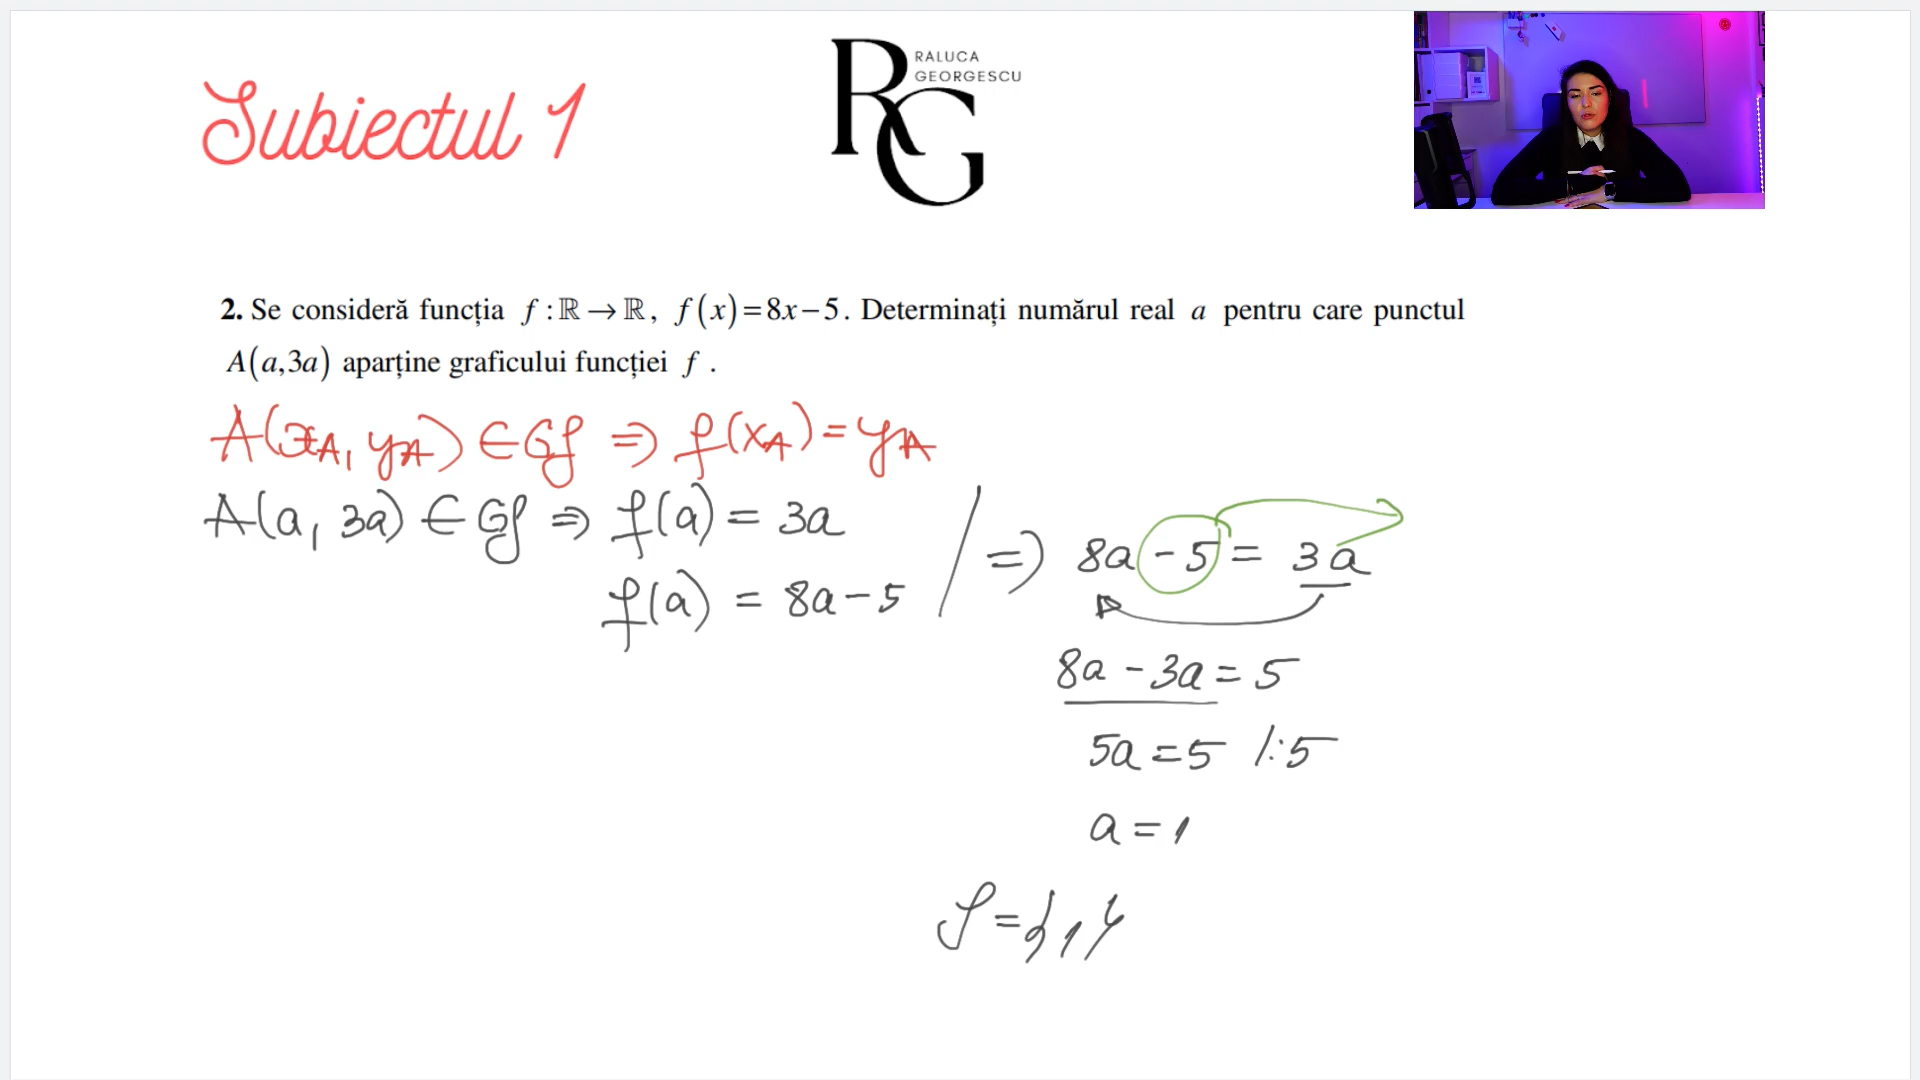 Subiectul 1
RG
RALUCA
GEORGESCU
2. Se consideră funcția f : ℝ → ℝ, f(x) = 8x − 5. Determinați numărul real a pentru care punctul
A(a,3a) aparține graficului funcției f .
A(xA, yA) ∈ Gf ⇒ f(xA) = yA
A(a, 3a) ∈ Gf ⇒ f(a) = 3a
f(a) = 8a − 5
⇒ 8a − 5 = 3a
8a − 3a = 5
5a = 5 /:5
a = 1
S = {1}